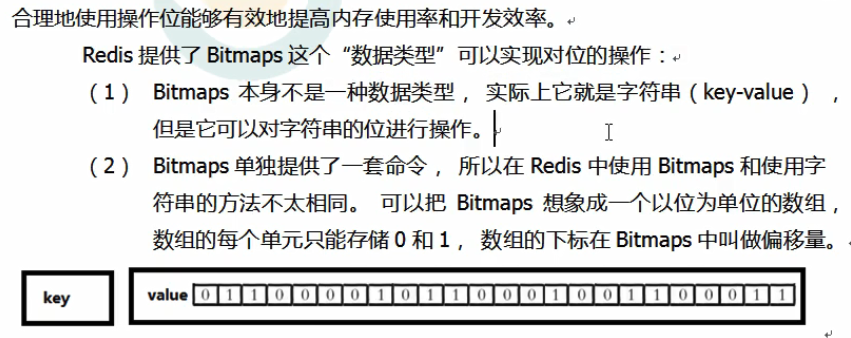 合理地使用操作位能够有效地提高内存使用率和开发效率。
Redis 提供了 Bitmaps 这个“数据类型”可以实现对位的操作：
（1） Bitmaps 本身不是一种数据类型， 实际上它就是字符串（key-value），
但是它可以对字符串的位进行操作。
（2） Bitmaps 单独提供了一套命令， 所以在 Redis 中使用 Bitmaps 和使用字
符串的方法不太相同。 可以把 Bitmaps 想象成一个以位为单位的数组，
数组的每个单元只能存储 0 和 1， 数组的下标在 Bitmaps 中叫做偏移量。
key
value 0 1 1 0 0 0 0 1 0 1 1 0 0 0 1 0 0 1 1 0 0 0 1 1